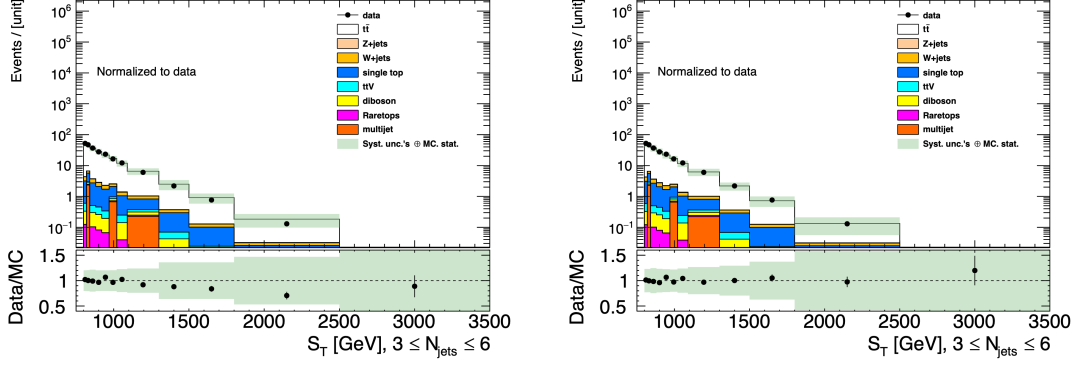 Events / [unit]
10⁶
10⁵
10⁴
10³
10²
10
1
10⁻¹
Normalized to data
data
tt̄
Z+jets
W+jets
single top
ttV
diboson
Raretops
multijet
Syst. unc.'s ⊕ MC. stat.
Data/MC
1.5
1
0.5
1000 1500 2000 2500 3000 3500
S_T [GeV], 3 ≤ N_jets ≤ 6
Events / [unit]
10⁶
10⁵
10⁴
10³
10²
10
1
10⁻¹
Normalized to data
data
tt̄
Z+jets
W+jets
single top
ttV
diboson
Raretops
multijet
Syst. unc.'s ⊕ MC. stat.
Data/MC
1.5
1
0.5
1000 1500 2000 2500 3000 3500
S_T [GeV], 3 ≤ N_jets ≤ 6